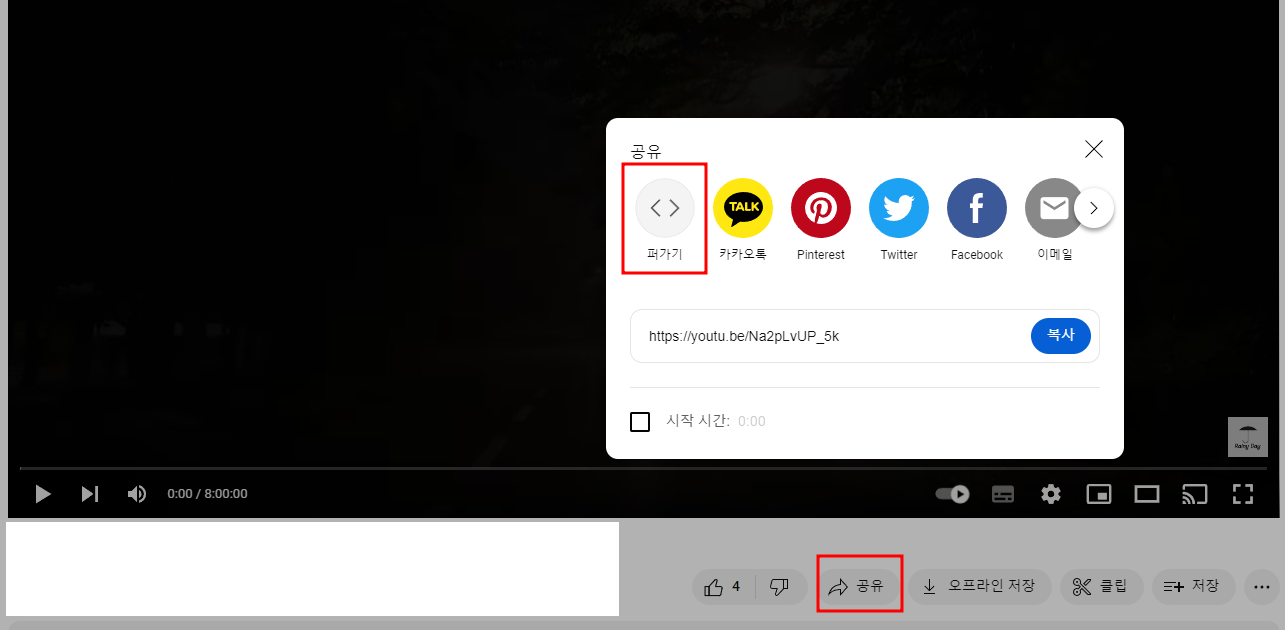 공유
TALK
퍼가기
카카오톡
Pinterest
Twitter
Facebook
이메일
https://youtu.be/Na2pLvUP_5k
복사
시작 시간: 0:00
Rainy Day
0:00 / 8:00:00
4
공유
오프라인 저장
클립
저장